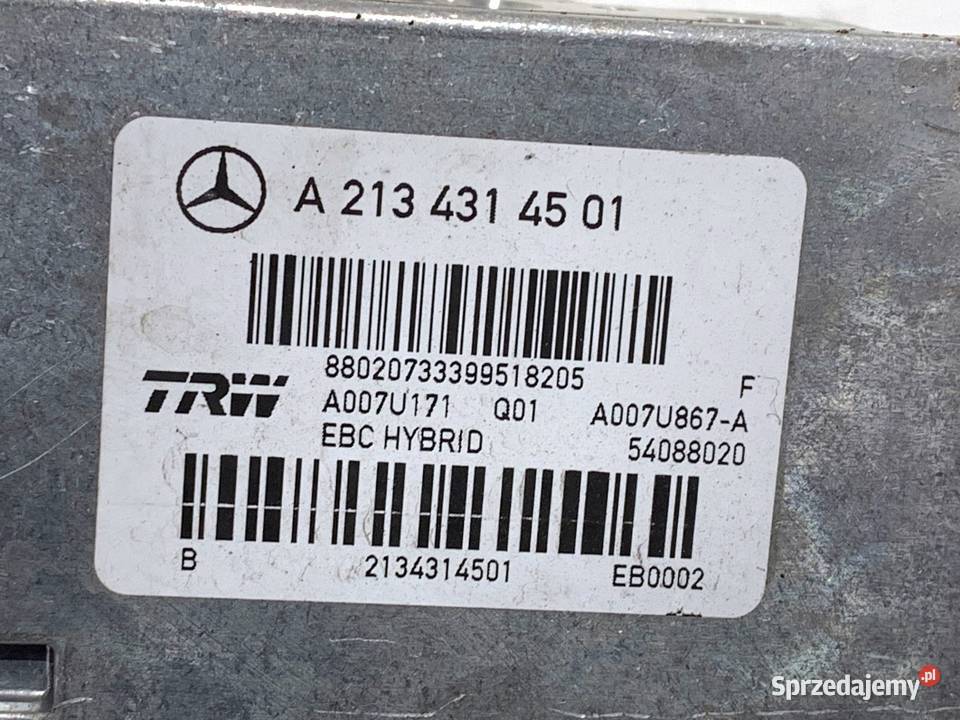 A 213 431 45 01
88020733399518205
F
TRW
A007U171 Q01 A007U867-A
EBC HYBRID 54088020
B 2134314501 EB0002
Sprzedajemy.pl